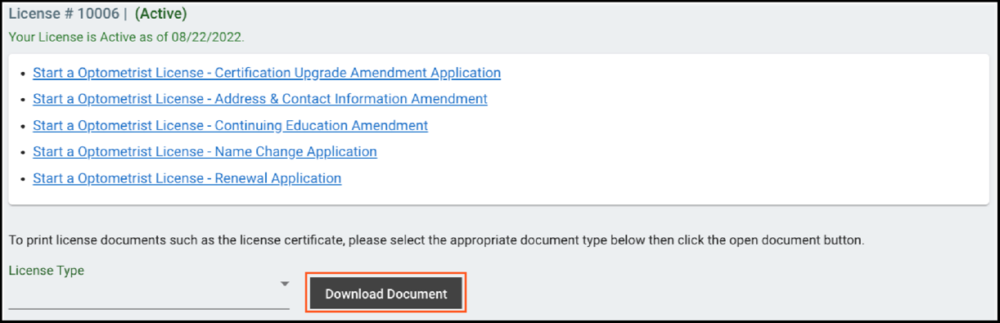 License # 10006 | (Active)
Your License is Active as of 08/22/2022.
• Start a Optometrist License - Certification Upgrade Amendment Application
• Start a Optometrist License - Address & Contact Information Amendment
• Start a Optometrist License - Continuing Education Amendment
• Start a Optometrist License - Name Change Application
• Start a Optometrist License - Renewal Application
To print license documents such as the license certificate, please select the appropriate document type below then click the open document button.
License Type
Download Document